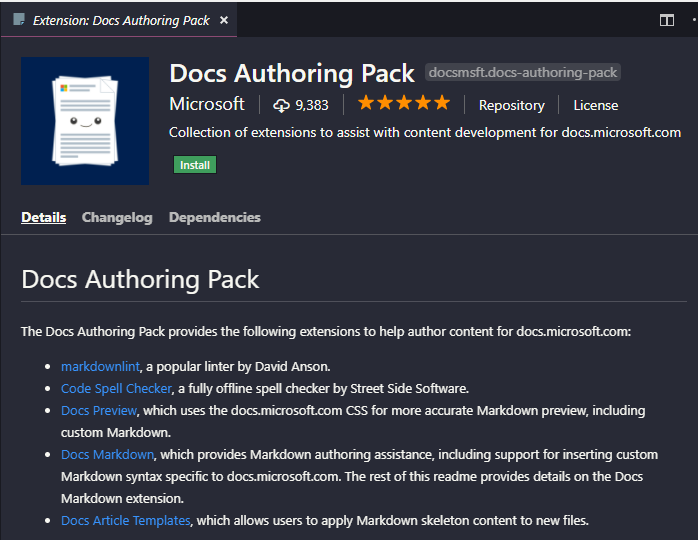 Extension: Docs Authoring Pack
Docs Authoring Pack docsmsft.docs-authoring-pack
Microsoft 9,383 Repository License
Collection of extensions to assist with content development for docs.microsoft.com
Install
Details Changelog Dependencies
Docs Authoring Pack
The Docs Authoring Pack provides the following extensions to help author content for docs.microsoft.com:
• markdownlint, a popular linter by David Anson.
• Code Spell Checker, a fully offline spell checker by Street Side Software.
• Docs Preview, which uses the docs.microsoft.com CSS for more accurate Markdown preview, including
custom Markdown.
• Docs Markdown, which provides Markdown authoring assistance, including support for inserting custom
Markdown syntax specific to docs.microsoft.com. The rest of this readme provides details on the Docs
Markdown extension.
• Docs Article Templates, which allows users to apply Markdown skeleton content to new files.